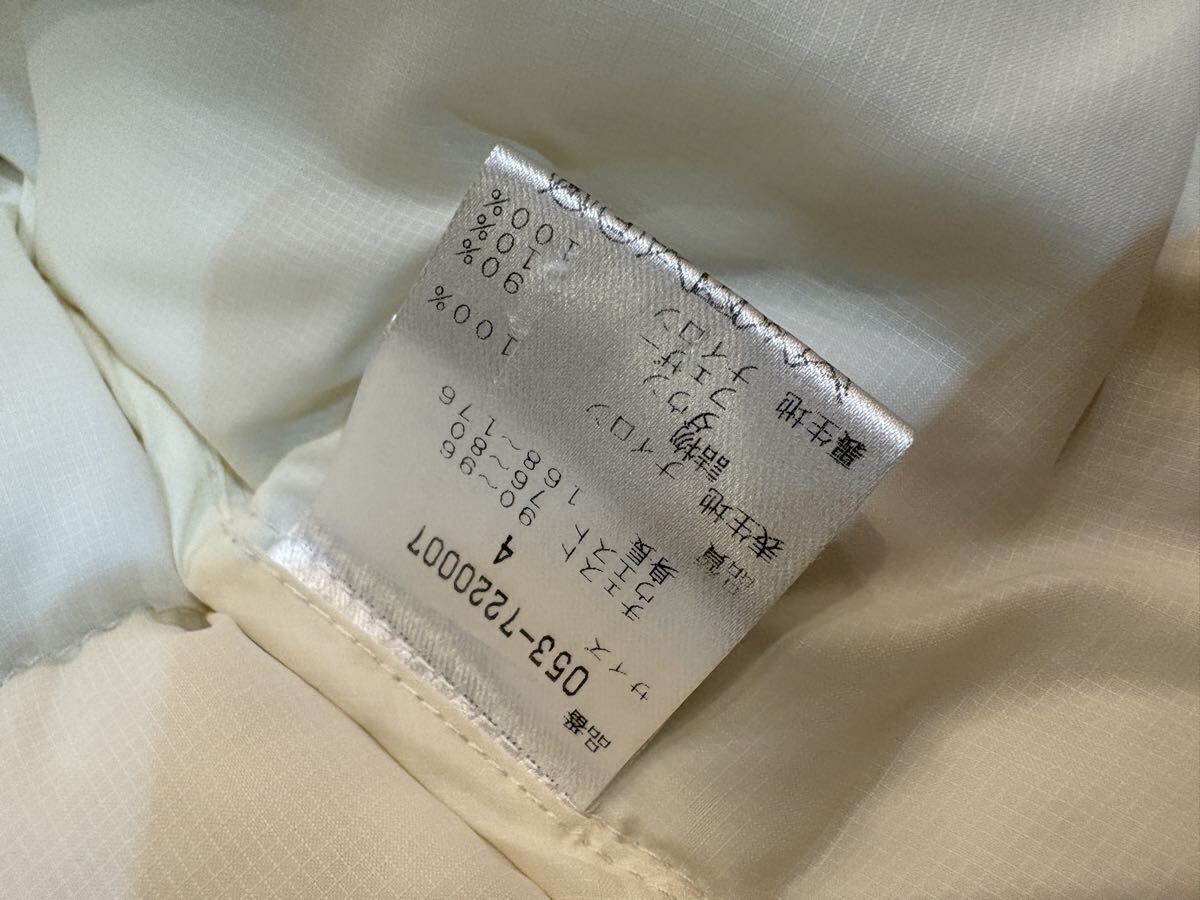 品番 053-7220007
サイズ 4
チェスト 90～96
ウエスト 76～80
身長 168～176
品質
表生地 ナイロン 100%
詰物 ダウン 90%
フェザー 10%
裏生地 ナイロン 100%